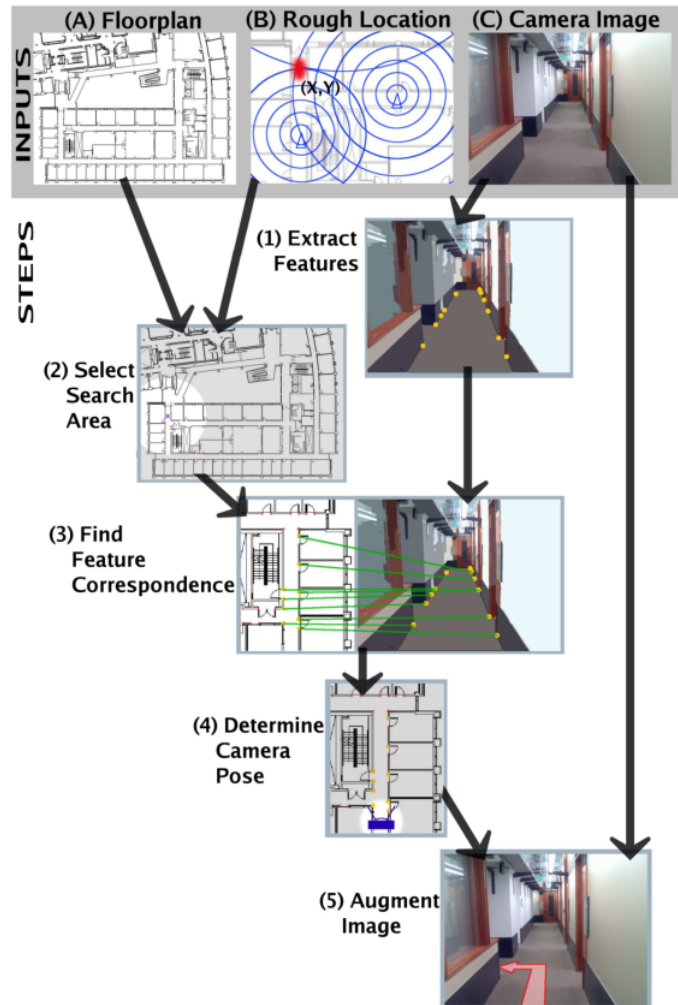 (A) Floorplan
(B) Rough Location
(C) Camera Image
INPUTS
(X,Y)
STEPS
(1) Extract
Features
(2) Select
Search
Area
(3) Find
Feature
Correspondence
(4) Determine
Camera
Pose
(5) Augment
Image